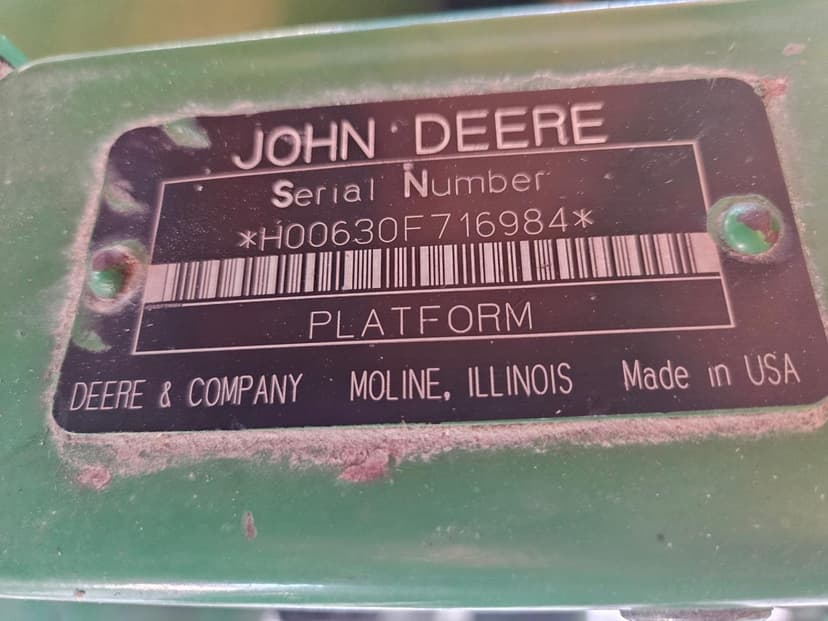 JOHN DEERE
Serial Number
*H00630F716984*
PLATFORM
DEERE & COMPANY MOLINE, ILLINOIS Made in USA